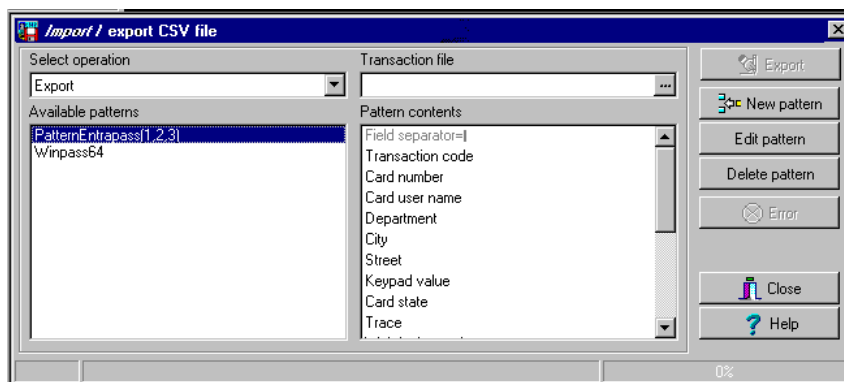 Import / export CSV file
Select operation
Transaction file
Export
...
Export
New pattern
Available patterns
Pattern contents
PatternEntrapass(1,2,3)
Winpass64
Field separator=|
Transaction code
Card number
Card user name
Department
City
Street
Keypad value
Card state
Trace
Edit pattern
Delete pattern
Error
Close
Help
0%